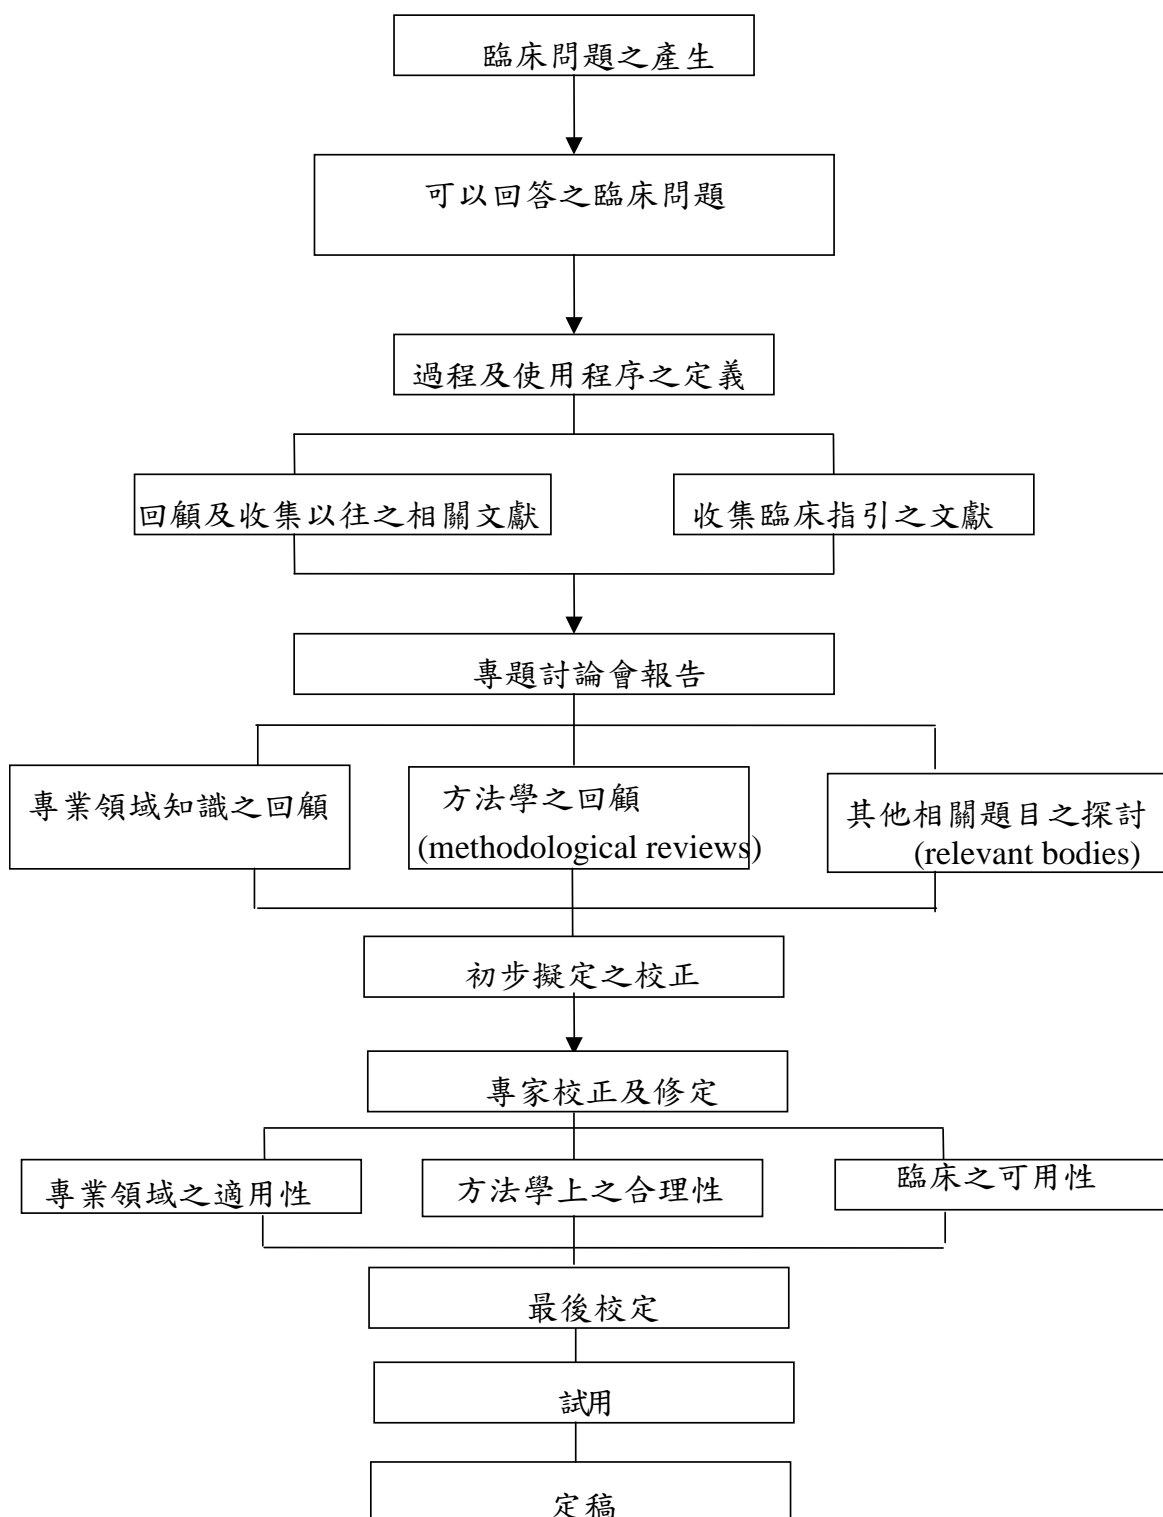 臨床問題之產生
可以回答之臨床問題
過程及使用程序之定義
回顧及收集以往之相關文獻
收集臨床指引之文獻
專題討論會報告
專業領域知識之回顧
方法學之回顧
(methodological reviews)
其他相關題目之探討
(relevant bodies)
初步擬定之校正
專家校正及修定
專業領域之適用性
方法學上之合理性
臨床之可用性
最後校定
試用
定稿